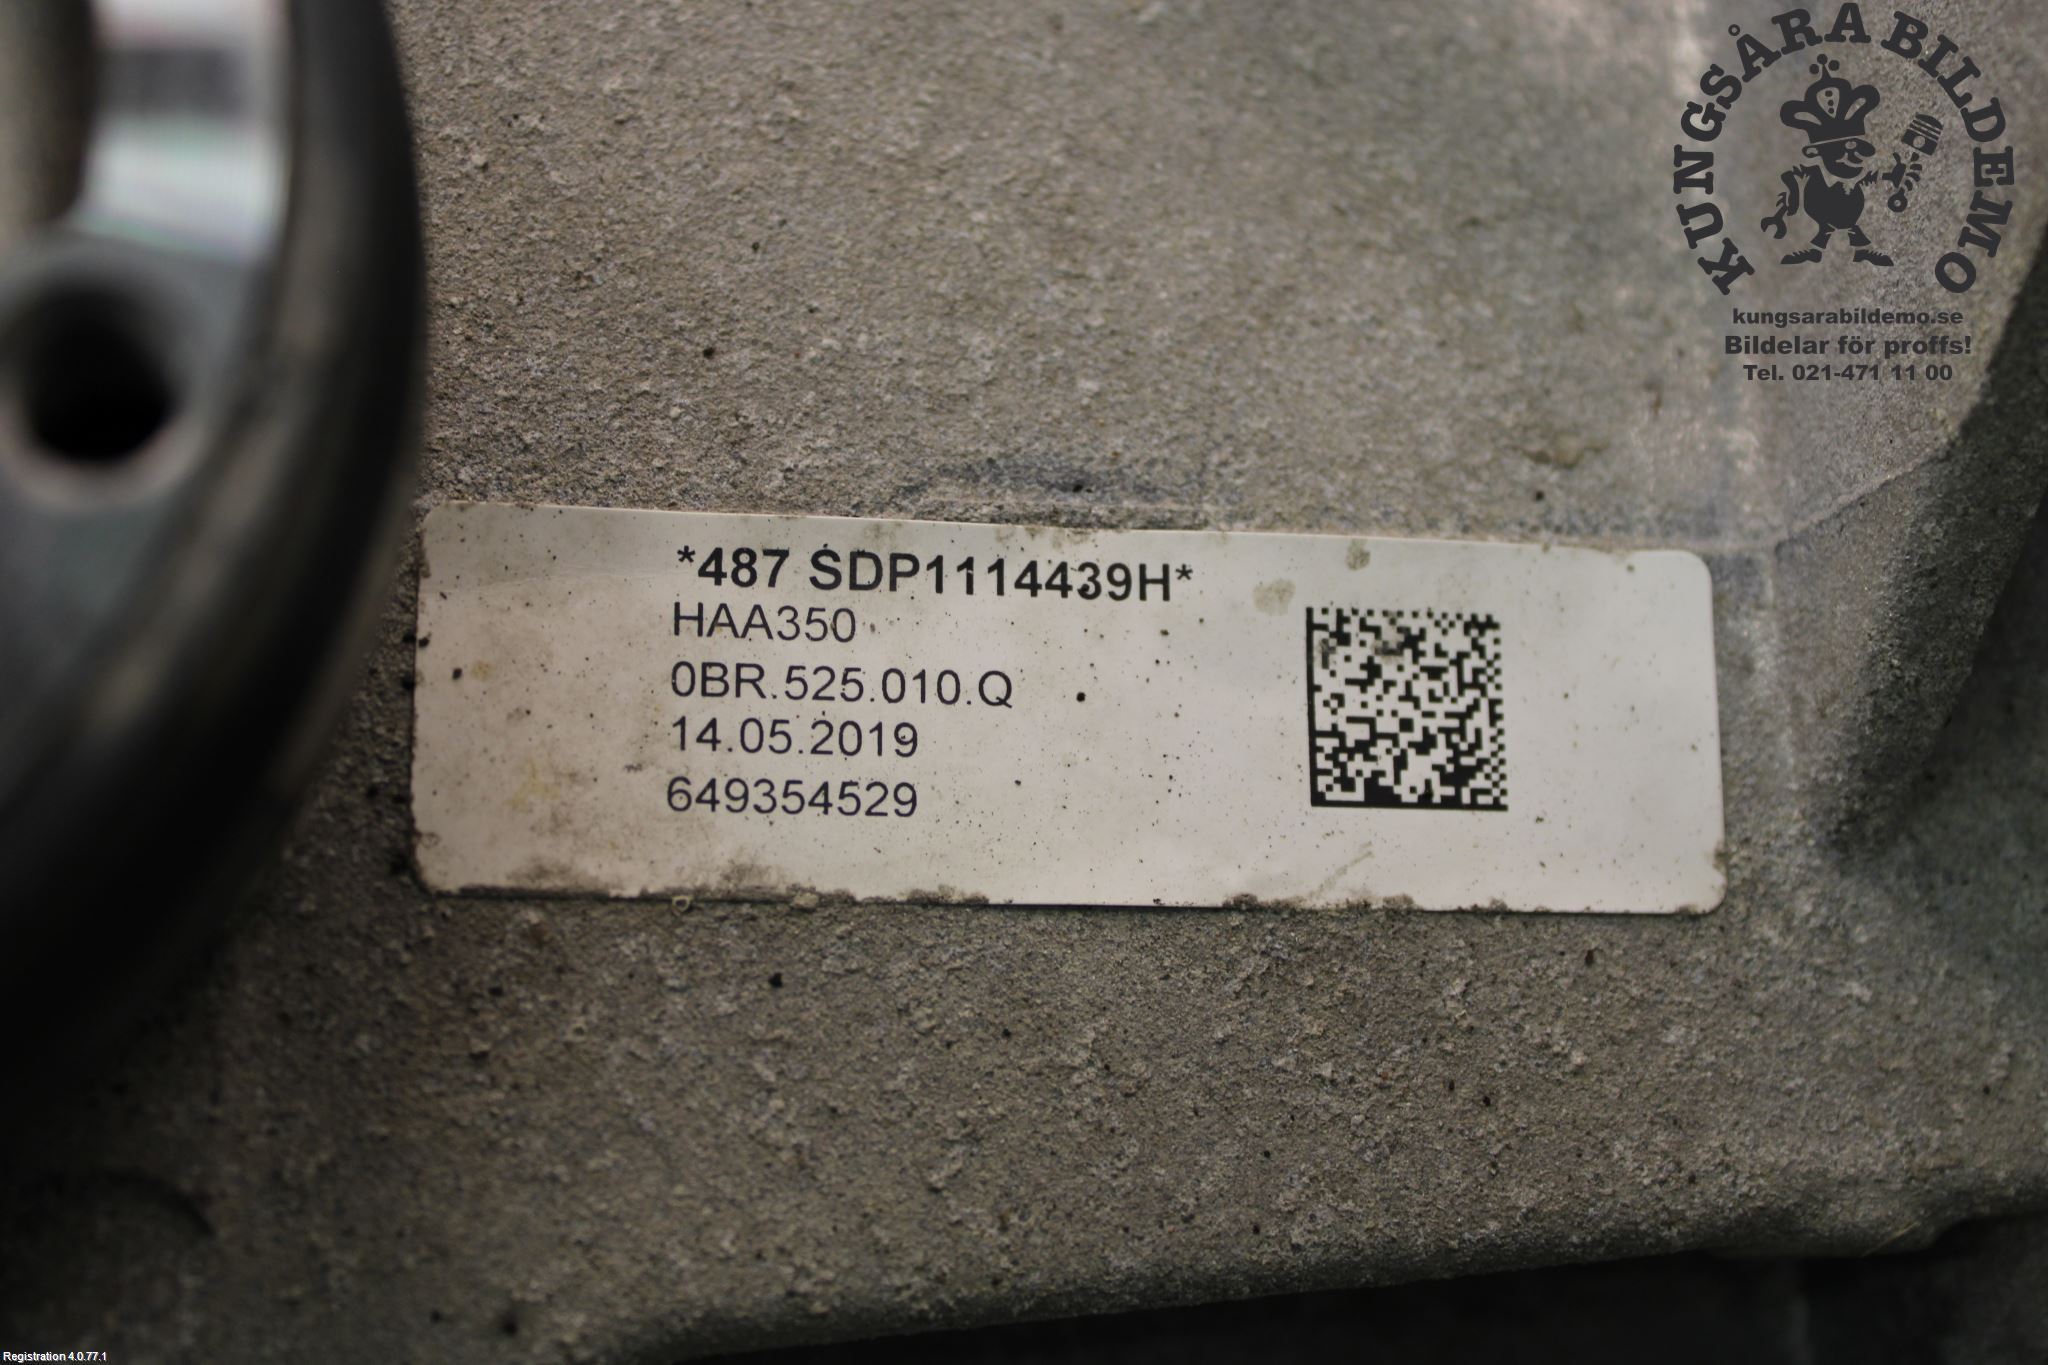 KUNGSÅRA BILDEMO
kungsarabildemo.se
Bildelar för proffs!
Tel. 021-471 11 00
*487 SDP1114439H*
HAA350
0BR.525.010.Q
14.05.2019
649354529
Registration 4.0.77.1